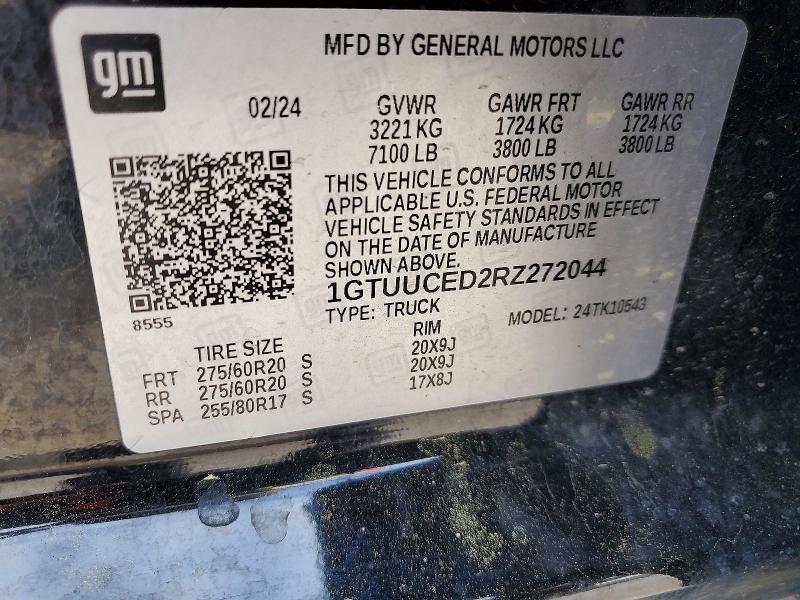 gm
MFD BY GENERAL MOTORS LLC
02/24 GVWR GAWR FRT GAWR RR
3221 KG 1724 KG 1724 KG
7100 LB 3800 LB 3800 LB
THIS VEHICLE CONFORMS TO ALL
APPLICABLE U.S. FEDERAL MOTOR
VEHICLE SAFETY STANDARDS IN EFFECT
ON THE DATE OF MANUFACTURE
SHOWN ABOVE.
1GTUUCED2RZ272044
8555
TYPE: TRUCK MODEL: 24TK10543
TIRE SIZE RIM
FRT 275/60R20 S 20X9J
RR 275/60R20 S 20X9J
SPA 255/80R17 S 17X8J